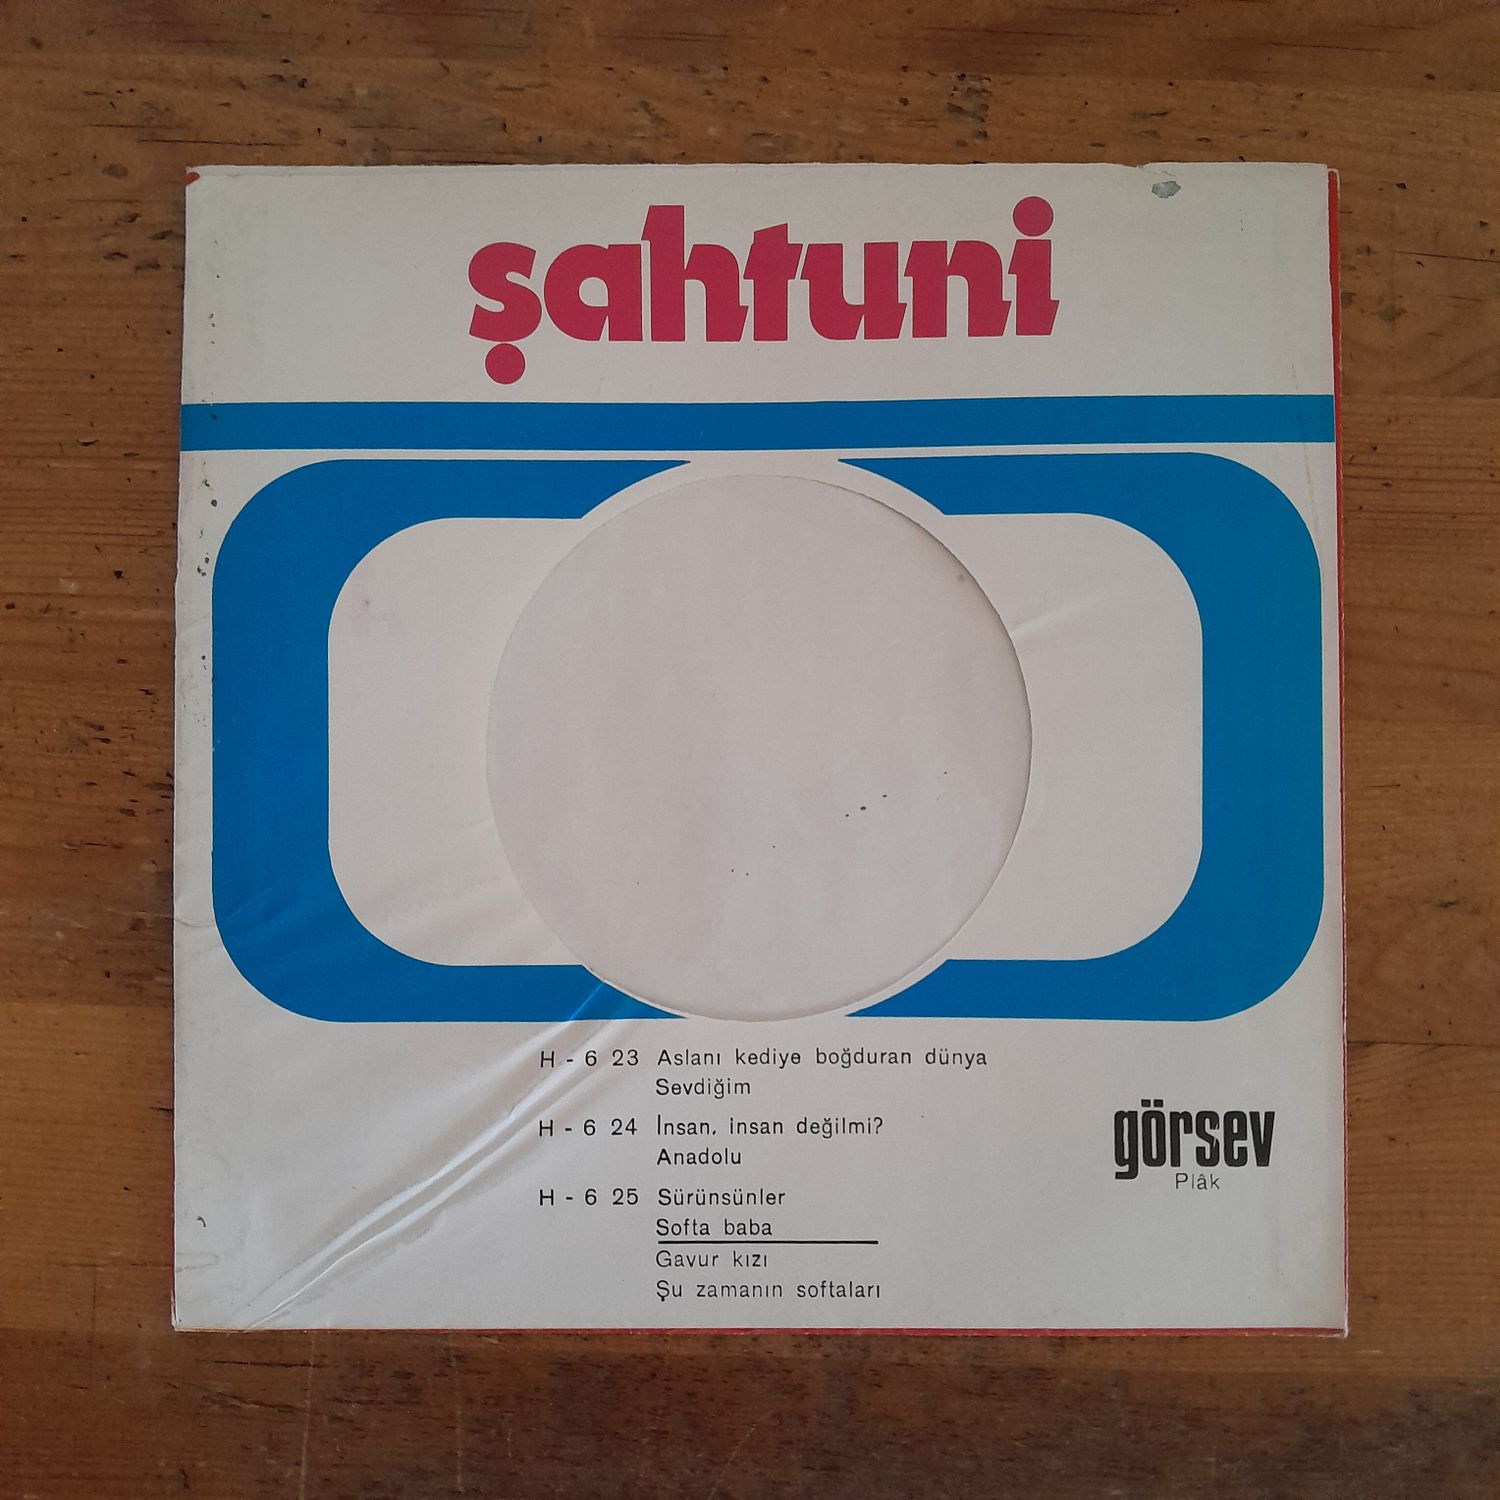 şahtuni
H - 6 23 Aslanı kediye boğduran dünya
Sevdiğim
H - 6 24 İnsan, insan değilmi?
Anadolu
H - 6 25 Sürünsünler
Softa baba
Gavur kızı
Şu zamanın softaları
görsev
Plâk